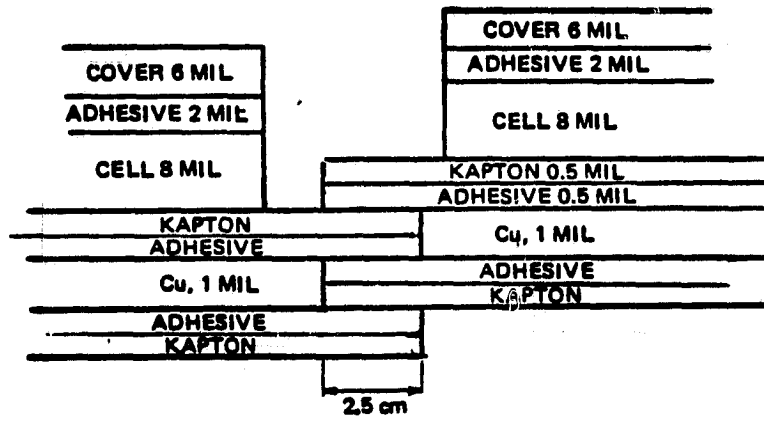 COVER 6 MIL
ADHESIVE 2 MIL
CELL 8 MIL
KAPTON
ADHESIVE
Cu, 1 MIL
ADHESIVE
KAPTON
COVER 6 MIL
ADHESIVE 2 MIL
CELL 8 MIL
KAPTON 0.5 MIL
ADHESIVE 0.5 MIL
Cu, 1 MIL
ADHESIVE
KAPTON
2.5 cm